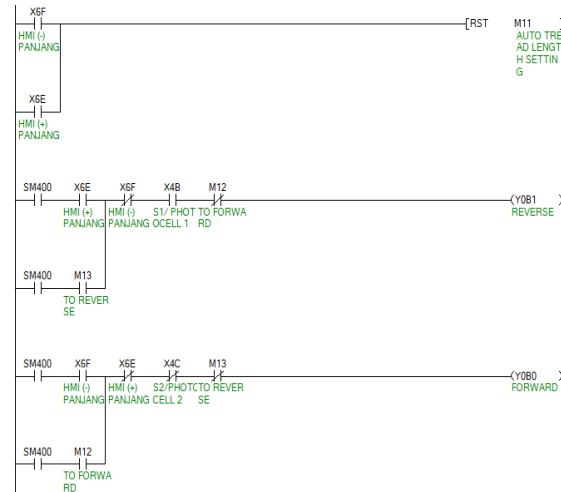 X6F
[RST M11
HMI (-)
PANJANG
AUTO TRE
AD LENGT
H SETTIN
G
X6E
HMI (+)
PANJANG
SM400 X6E X6F X4B M12
(Y0B1
HMI (+) HMI (-) S1/ PHOT TO FORWA
PANJANG PANJANG OCELL 1 RD
REVERSE
SM400 M13
TO REVER
SE
SM400 X6F X6E X4C M13
(Y0B0
HMI (-) HMI (+) S2/PHOTO TO REVER
PANJANG PANJANG CELL 2 SE
FORWARD
SM400 M12
TO FORWA
RD